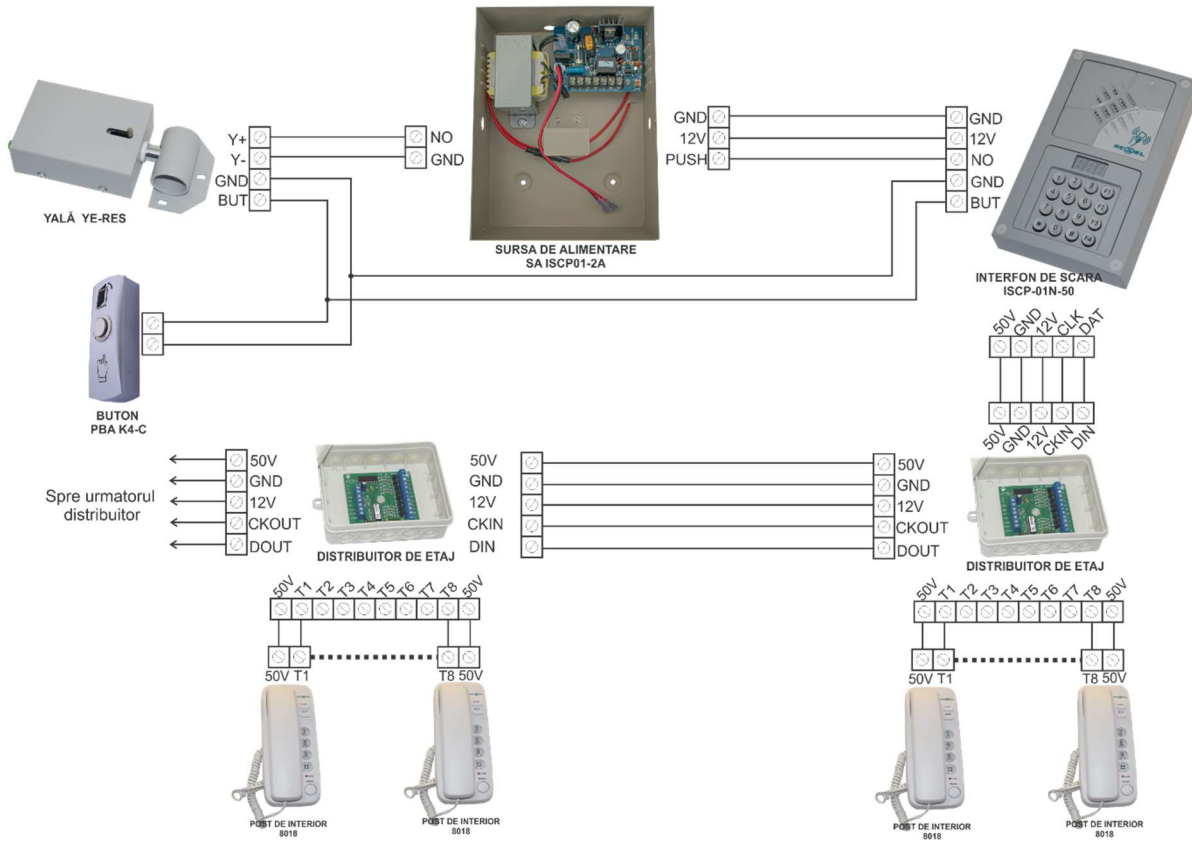 Y+
Y-
GND
BUT
NO
GND
GND
12V
PUSH
GND
12V
NO
GND
BUT
YALĂ YE-RES
SURSA DE ALIMENTARE
SA ISCP01-2A
INTERFON DE SCARA
ISCP-01N-50
BUTON
PBA K4-C
50V GND 12V CLK DAT
50V GND 12V CKIN DIN
Spre urmatorul
distribuitor
50V
GND
12V
CKOUT
DOUT
DISTRIBUITOR DE ETAJ
50V
GND
12V
CKIN
DIN
50V
GND
12V
CKOUT
DOUT
DISTRIBUITOR DE ETAJ
50V T1 T2 T3 T4 T5 T6 T7 T8 50V
50V T1
T8 50V
POST DE INTERIOR
8018
POST DE INTERIOR
8018
50V T1 T2 T3 T4 T5 T6 T7 T8 50V
50V T1
T8 50V
POST DE INTERIOR
8018
POST DE INTERIOR
8018